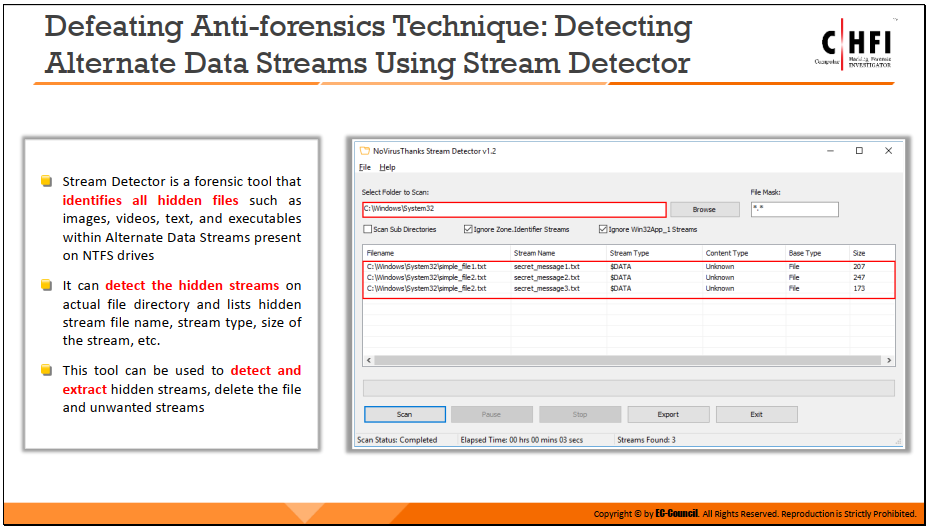 Defeating Anti-forensics Technique: Detecting
Alternate Data Streams Using Stream Detector
CHFI
Computer
Hacking Forensic
INVESTIGATOR
Stream Detector is a forensic tool that
identifies all hidden files such as
images, videos, text, and executables
within Alternate Data Streams present
on NTFS drives
It can detect the hidden streams on
actual file directory and lists hidden
stream file name, stream type, size of
the stream, etc.
This tool can be used to detect and
extract hidden streams, delete the file
and unwanted streams
NoVirusThanks Stream Detector v1.2
File Help
Select Folder to Scan: File Mask:
C:\Windows\System32 Browse *.*
Scan Sub Directories Ignore Zone.Identifier Streams Ignore Win32App_1 Streams
Filename Stream Name Stream Type Content Type Base Type Size
C:\Windows\System32\simple_file1.txt secret_message1.txt $DATA Unknown File 207
C:\Windows\System32\simple_file2.txt secret_message2.txt $DATA Unknown File 247
C:\Windows\System32\simple_file2.txt secret_message3.txt $DATA Unknown File 173
Scan Pause Stop Export Exit
Scan Status: Completed Elapsed Time: 00 hrs 00 mins 03 secs Streams Found: 3
Copyright © by EC-Council. All Rights Reserved. Reproduction is Strictly Prohibited.